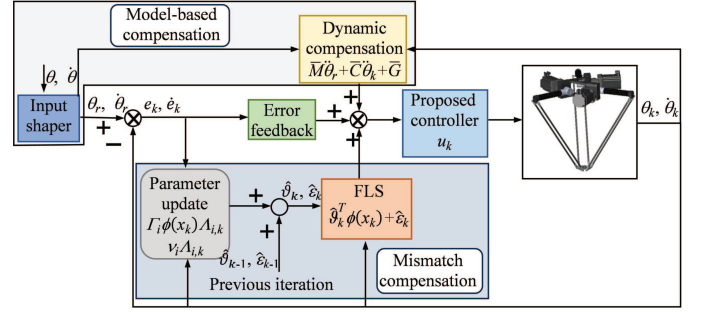 Model-based
compensation
Dynamic
compensation
M̄θ̈ᵣ+C̄θ̈ₖ+Ḡ
θ, θ̇
Input
shaper
θᵣ, θ̇ᵣ
+
−
eₖ, ėₖ
Error
feedback
+
+
+
Proposed
controller
uₖ
θₖ, θ̇ₖ
Parameter
update
Γᵢϕ(xₖ)Λᵢ,ₖ
νᵢΛᵢ,ₖ
+
+
ϑ̂ₖ, ε̂ₖ
FLS
ϑ̂ₖᵀϕ(xₖ)+ε̂ₖ
ϑ̂ₖ₋₁, ε̂ₖ₋₁
Previous iteration
Mismatch
compensation